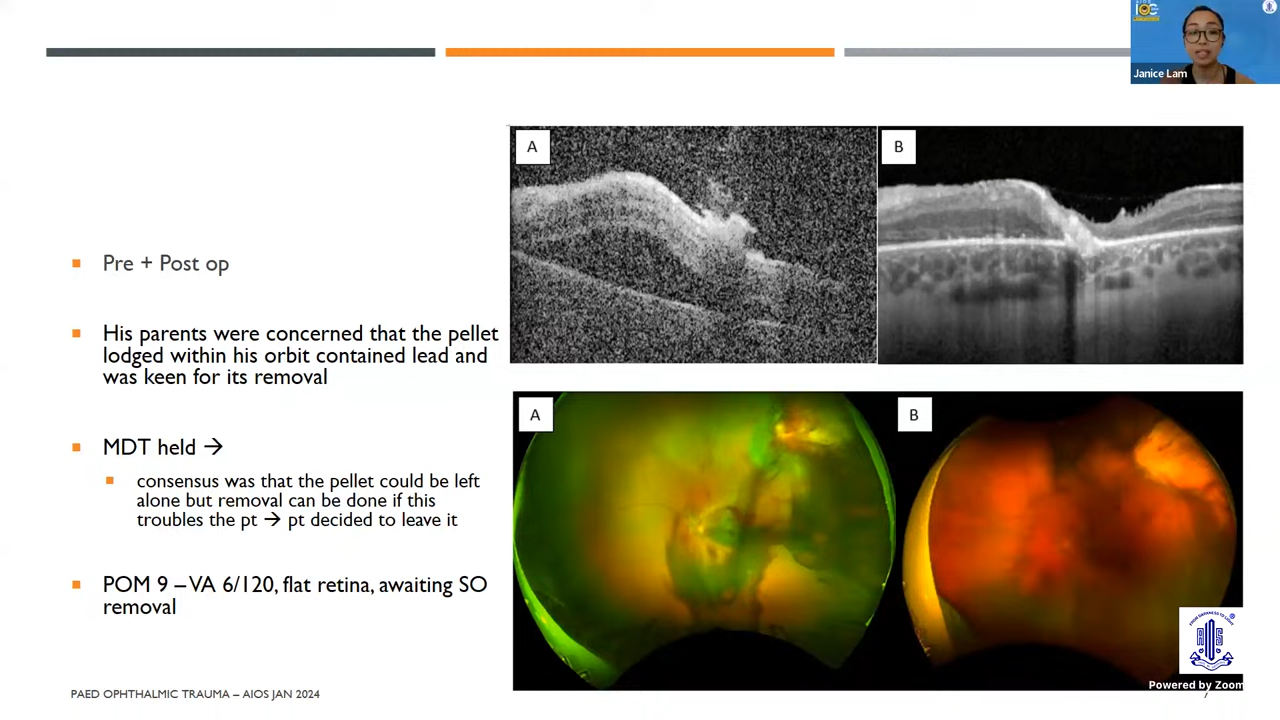 Janice Lam
A
B
Pre + Post op
His parents were concerned that the pellet
lodged within his orbit contained lead and
was keen for its removal
MDT held →
consensus was that the pellet could be left
alone but removal can be done if this
troubles the pt → pt decided to leave it
POM 9 – VA 6/120, flat retina, awaiting SO
removal
A
B
Powered by Zoom
PAED OPHTHALMIC TRAUMA – AIOS JAN 2024